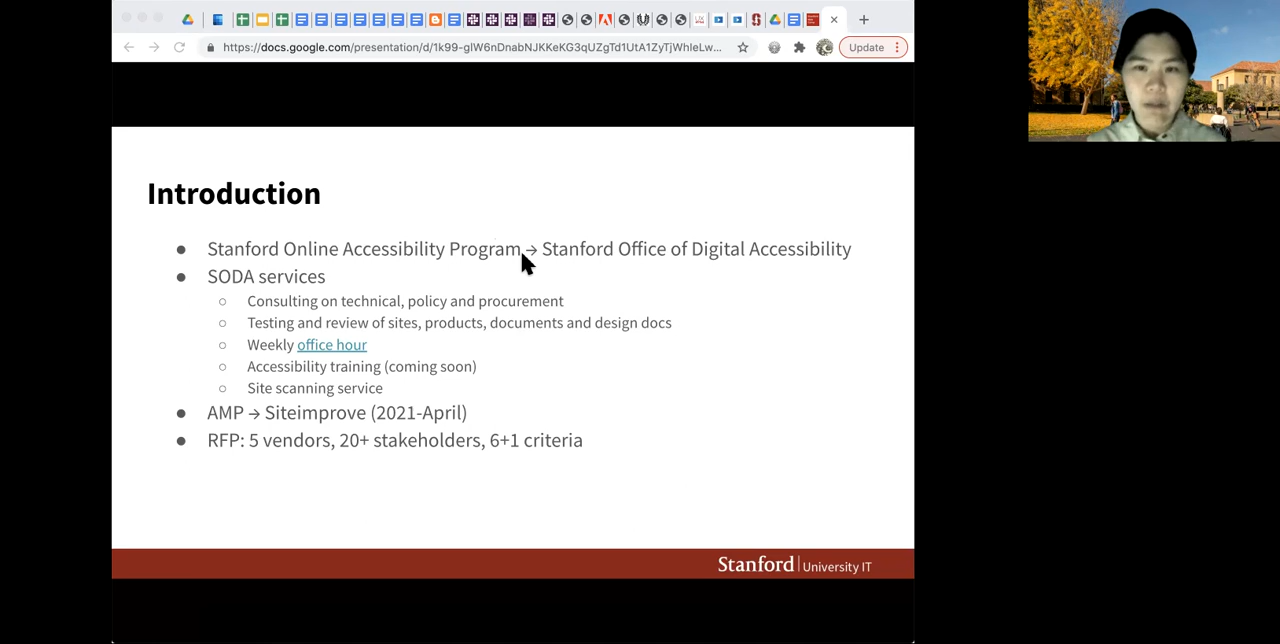 https://docs.google.com/presentation/d/1k99-gIW6nDnabNJKKeKG3qUZgTd1UtA1ZyTjWhleLw...
Update
Introduction
● Stanford Online Accessibility Program → Stanford Office of Digital Accessibility
● SODA services
○ Consulting on technical, policy and procurement
○ Testing and review of sites, products, documents and design docs
○ Weekly office hour
○ Accessibility training (coming soon)
○ Site scanning service
● AMP → Siteimprove (2021-April)
● RFP: 5 vendors, 20+ stakeholders, 6+1 criteria
Stanford | University IT